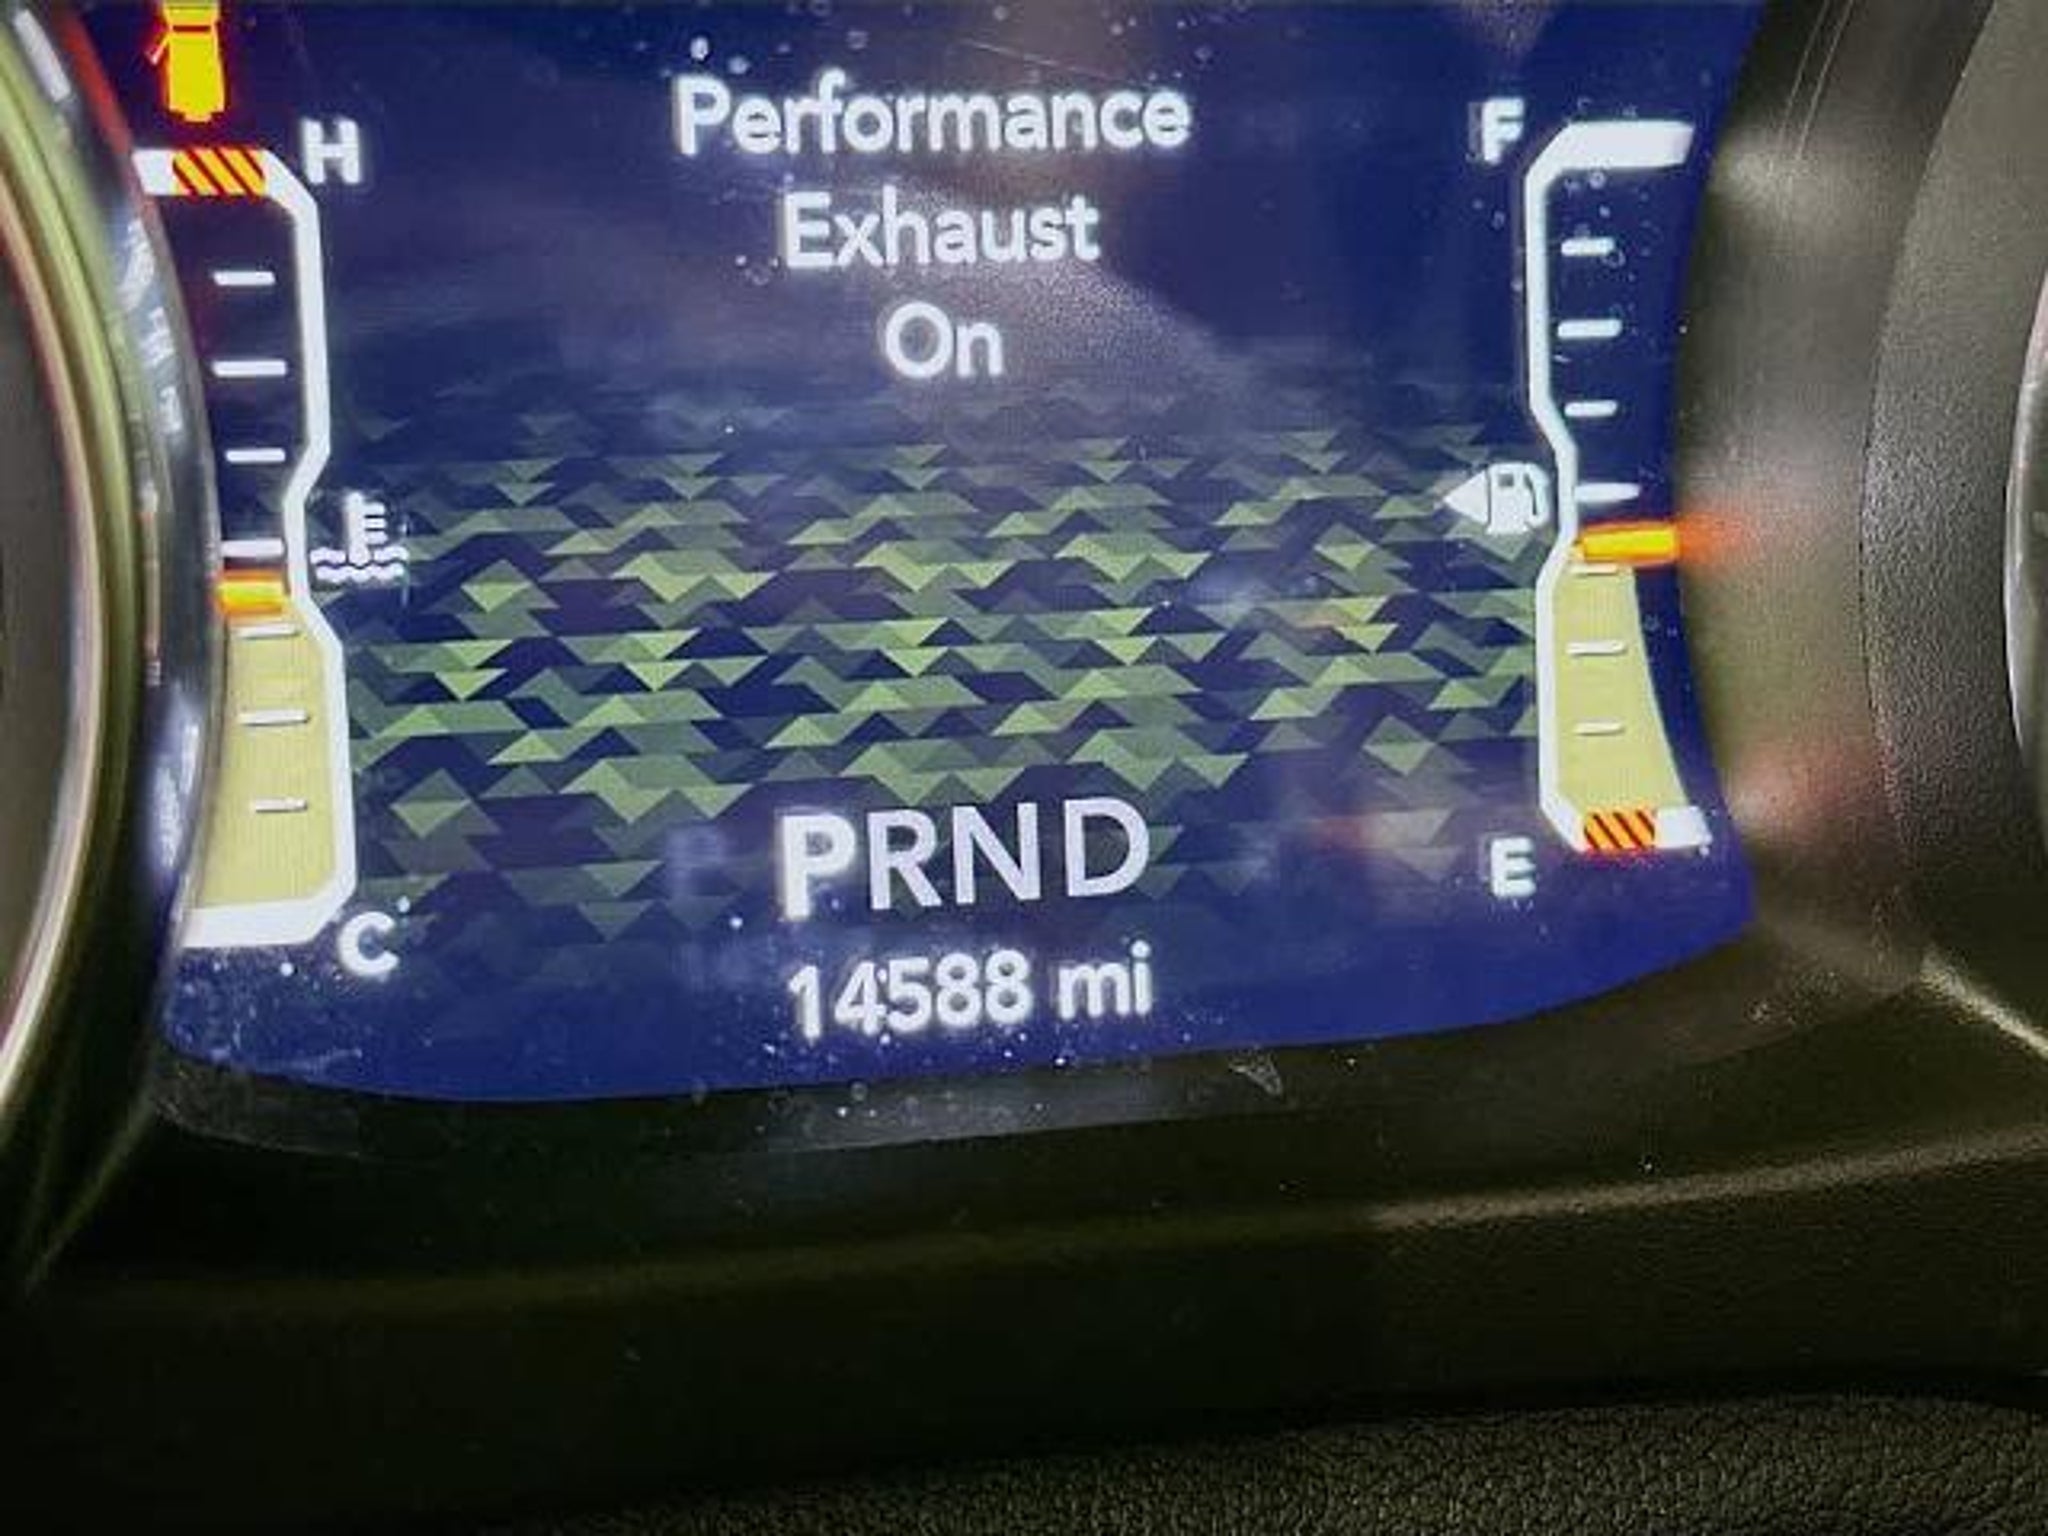 Performance
Exhaust
On
H
F
PRND
E
C
14588 mi